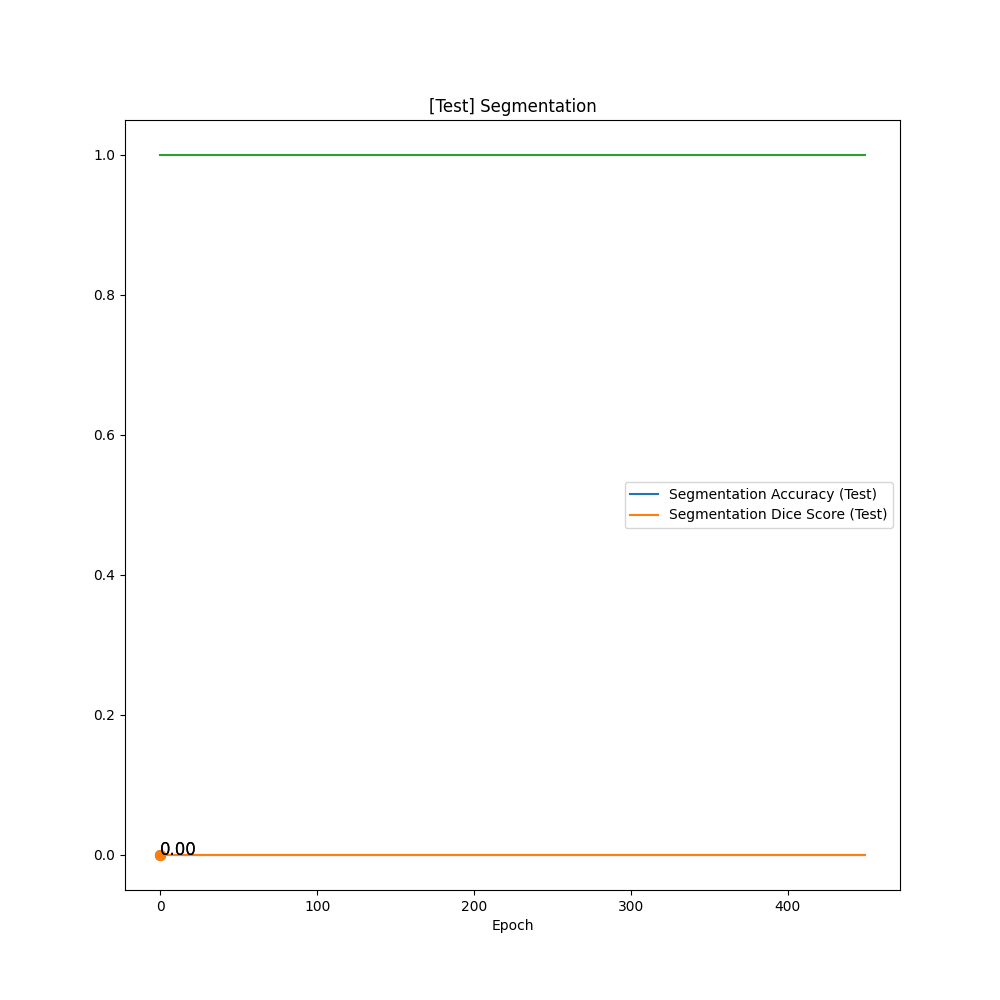 [Test] Segmentation
1.0
0.8
0.6
0.4
0.2
0.0
Segmentation Accuracy (Test)
Segmentation Dice Score (Test)
0.00
0 100 200 300 400
Epoch